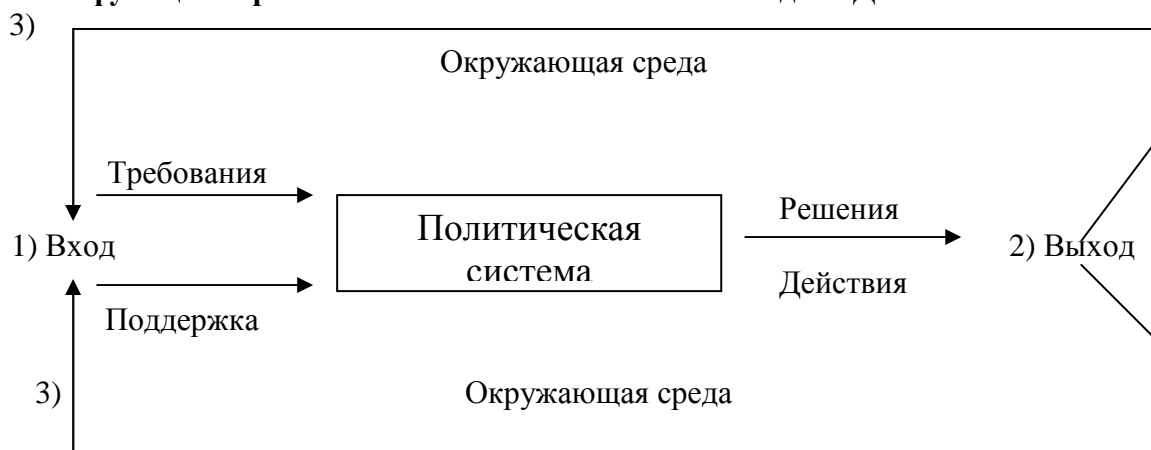 3)
Окружающая среда
Требования
Политическая
система
Решения
1) Вход
2) Выход
Действия
Поддержка
3)
Окружающая среда